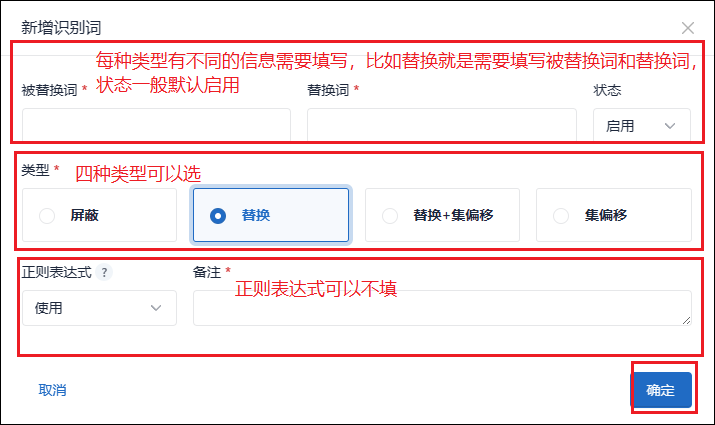 新增识别词
每种类型有不同的信息需要填写，比如替换就是需要填写被替换词和替换词，
状态一般默认启用
被替换词 * 替换词 * 状态
启用
类型 * 四种类型可以选
屏蔽 替换 替换+集偏移 集偏移
正则表达式 ? 备注 *
正则表达式可以不填
使用
取消 确定